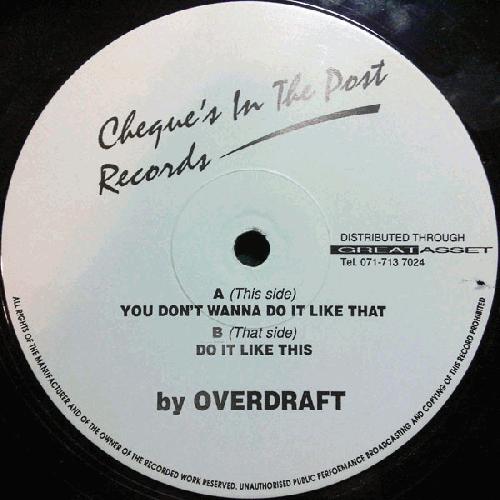 Cheque's In The Post
Records
DISTRIBUTED THROUGH
GREAT ASSET
Tel. 071-713 7024
A (This side)
YOU DON'T WANNA DO IT LIKE THAT
B (That side)
DO IT LIKE THIS
by OVERDRAFT
ALL RIGHTS OF THE MANUFACTURER AND OF THE OWNER OF THE RECORDED WORK RESERVED. UNAUTHORISED PUBLIC PERFORMANCE BROADCASTING AND COPYING OF THIS RECORD PROHIBITED